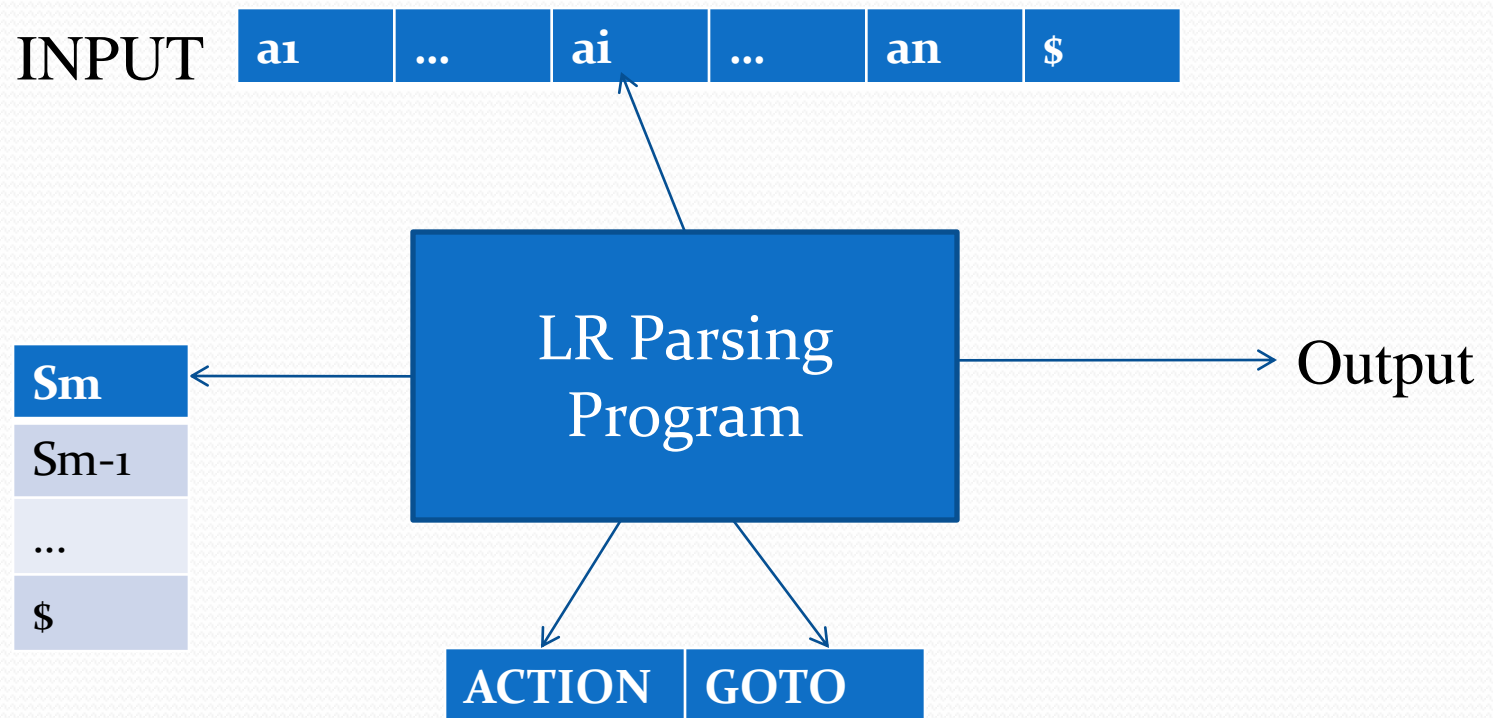 INPUT a1 ... ai ... an $
LR Parsing
Program
Output
Sm
Sm-1
...
$
ACTION GOTO